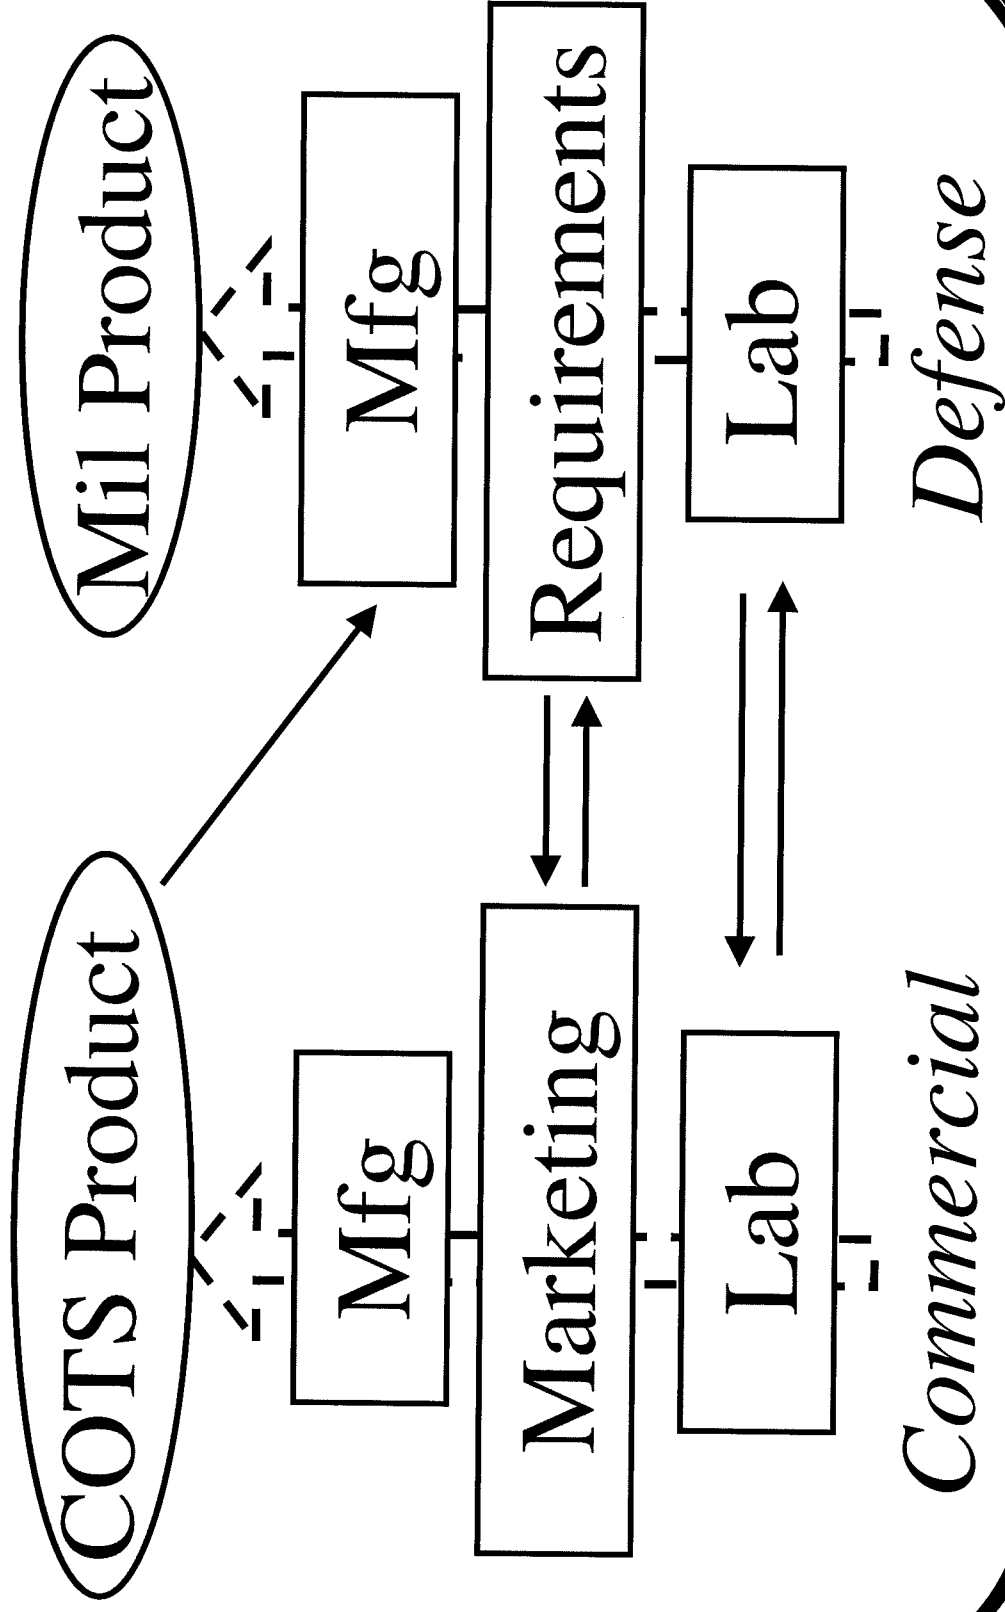 COTS Product
Mil Product
Mfg
Mfg
Marketing
Requirements
Lab
Lab
Commercial
Defense